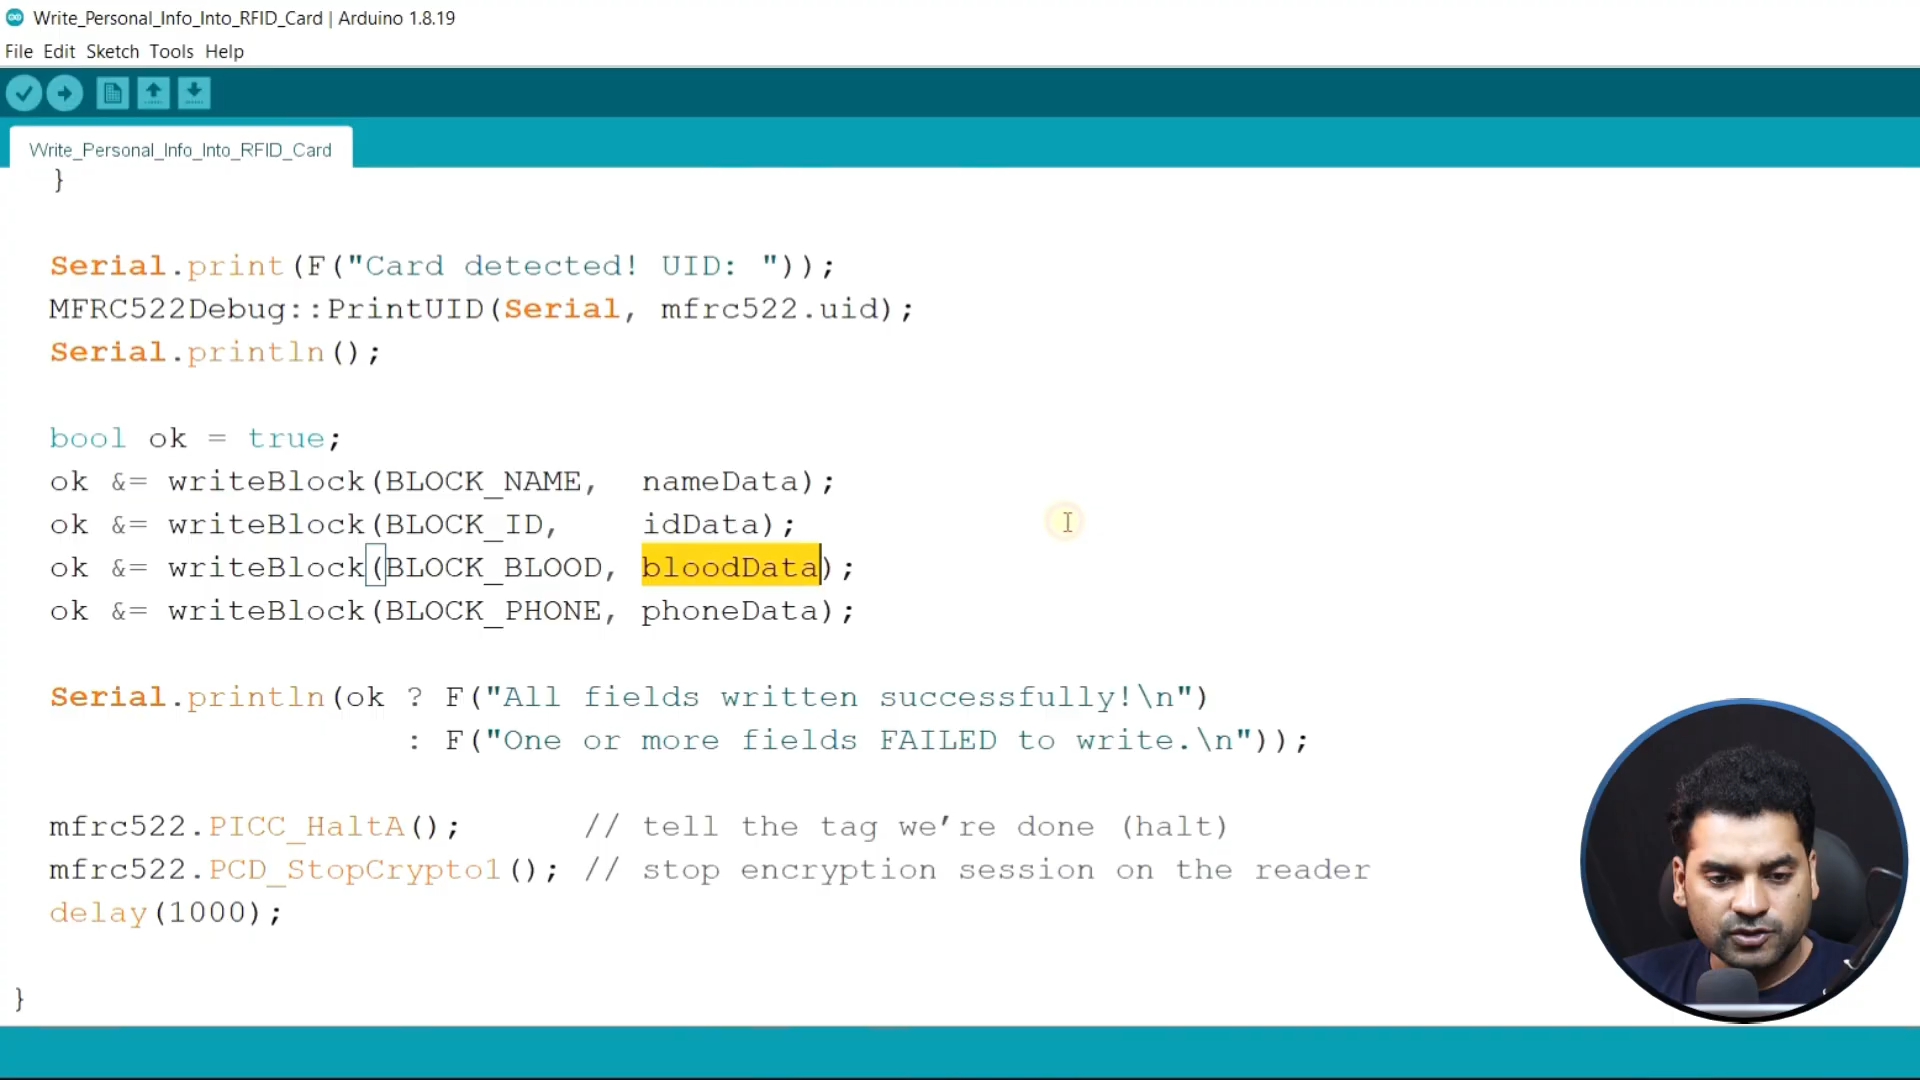 Write_Personal_Info_Into_RFID_Card | Arduino 1.8.19
File Edit Sketch Tools Help
Write_Personal_Info_Into_RFID_Card
}
Serial.print(F("Card detected! UID: "));
MFRC522Debug::PrintUID(Serial, mfrc522.uid);
Serial.println();
bool ok = true;
ok &= writeBlock(BLOCK_NAME, nameData);
ok &= writeBlock(BLOCK_ID, idData);
ok &= writeBlock(BLOCK_BLOOD, bloodData);
ok &= writeBlock(BLOCK_PHONE, phoneData);
Serial.println(ok ? F("All fields written successfully!\n")
: F("One or more fields FAILED to write.\n"));
mfrc522.PICC_HaltA(); // tell the tag we’re done (halt)
mfrc522.PCD_StopCrypto1(); // stop encryption session on the reader
delay(1000);
}